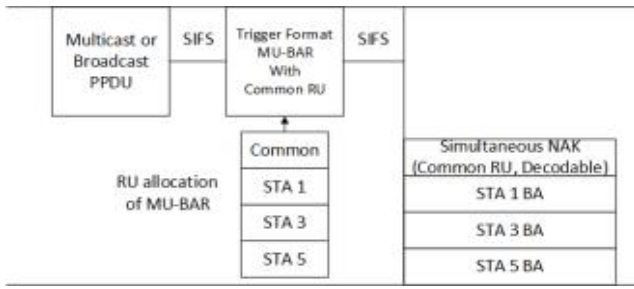 Multicast or
Broadcast
PPDU
SIFS
Trigger Format
MU-BAR
With
Common RU
SIFS
RU allocation
of MU-BAR
Common
STA 1
STA 3
STA 5
Simultaneous NAK
(Common RU, Decodable)
STA 1 BA
STA 3 BA
STA 5 BA